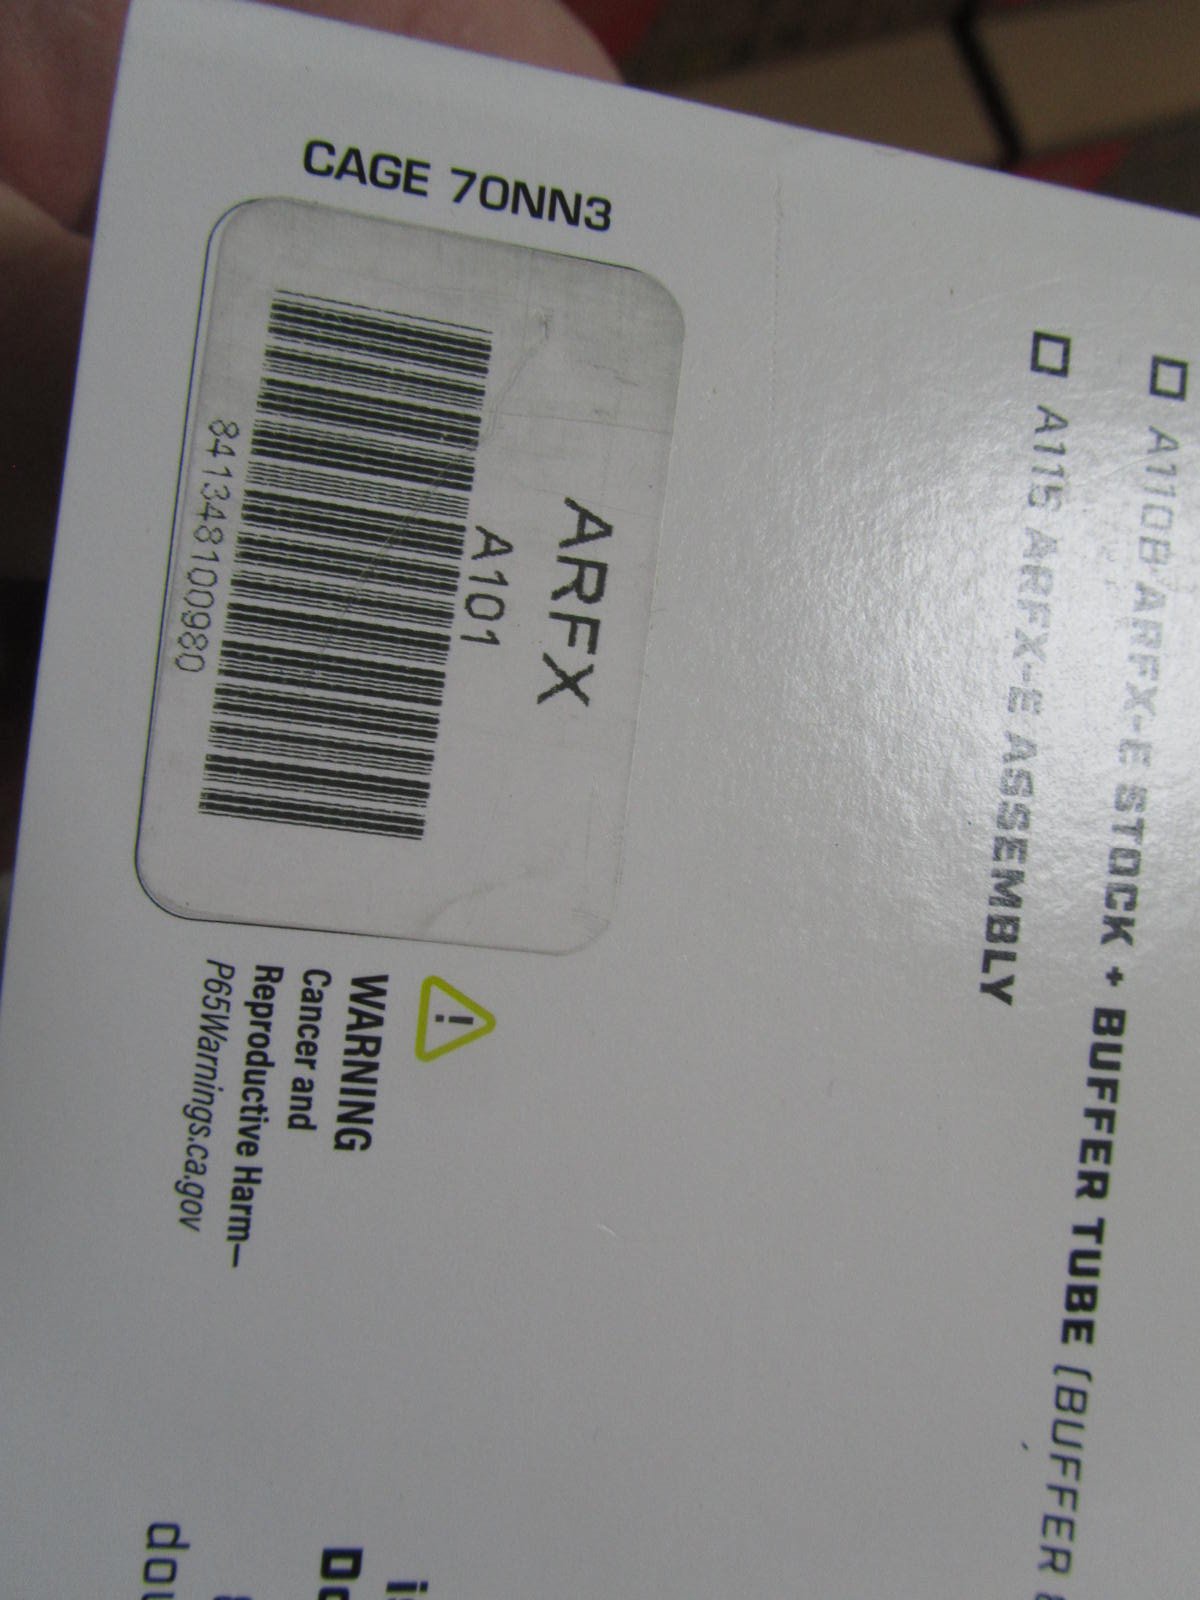 A110B ARFX-E STOCK + BUFFER TUBE (BUFFER
A115 ARFX-E ASSEMBLY
CAGE 70NN3
ARFX
A101
841348100980
WARNING
Cancer and
Reproductive Harm—
P65Warnings.ca.gov